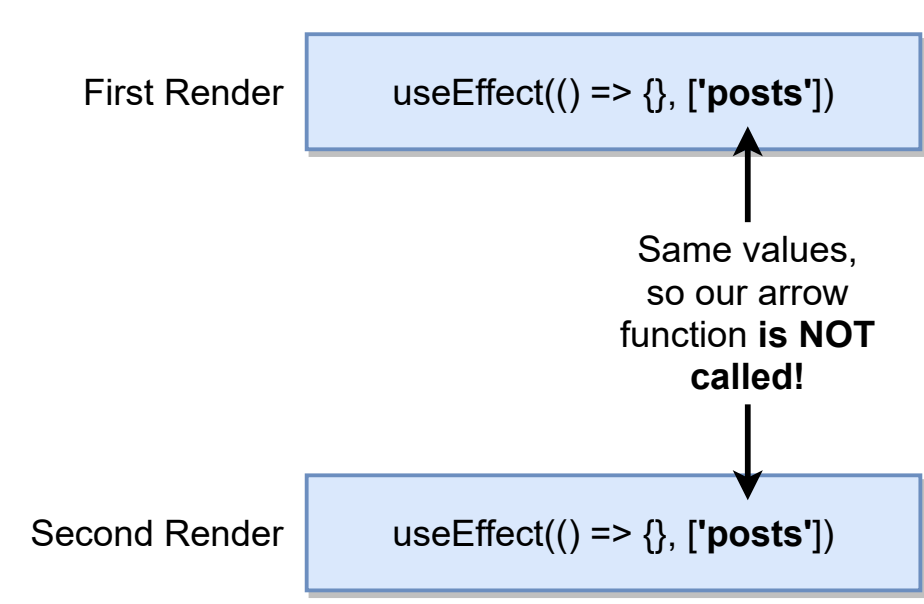 First Render
useEffect(() => {}, ['posts'])
Same values,
so our arrow
function is NOT
called!
Second Render
useEffect(() => {}, ['posts'])